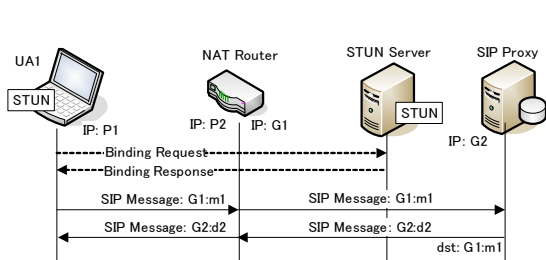 UA1
NAT Router
STUN Server
SIP Proxy
STUN
STUN
IP: P1
IP: P2
IP: G1
IP: G2
Binding Request
Binding Response
SIP Message: G1:m1
SIP Message: G1:m1
SIP Message: G2:d2
SIP Message: G2:d2
dst: G1:m1